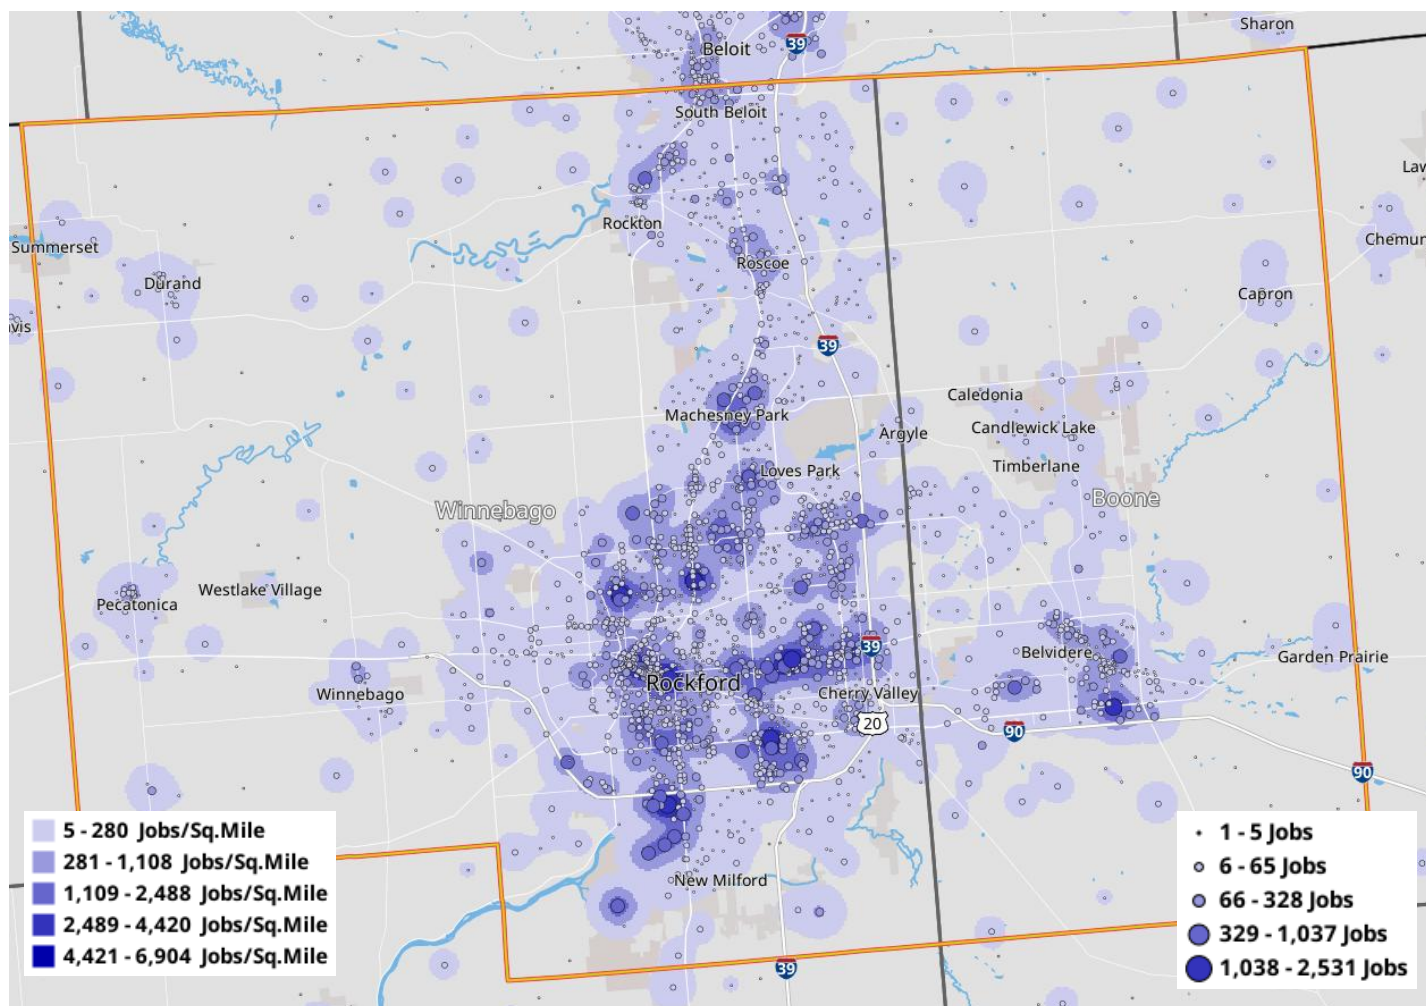 Sharon
Beloit
39
South Beloit
Law
Rockton
Chemun
Summerset
Roscoe
Durand
Capron
avis
39
Caledonia
Machesney Park
Candlewick Lake
Argyle
Timberlane
Loves Park
Boone
Winnebago
Westlake Village
Pecatonica
39
Belvidere
Garden Prairie
Rockford
Winnebago
Cherry Valley
20
90
90
5 - 280 Jobs/Sq.Mile
281 - 1,108 Jobs/Sq.Mile
1,109 - 2,488 Jobs/Sq.Mile
2,489 - 4,420 Jobs/Sq.Mile
4,421 - 6,904 Jobs/Sq.Mile
1 - 5 Jobs
6 - 65 Jobs
66 - 328 Jobs
329 - 1,037 Jobs
1,038 - 2,531 Jobs
New Milford
39